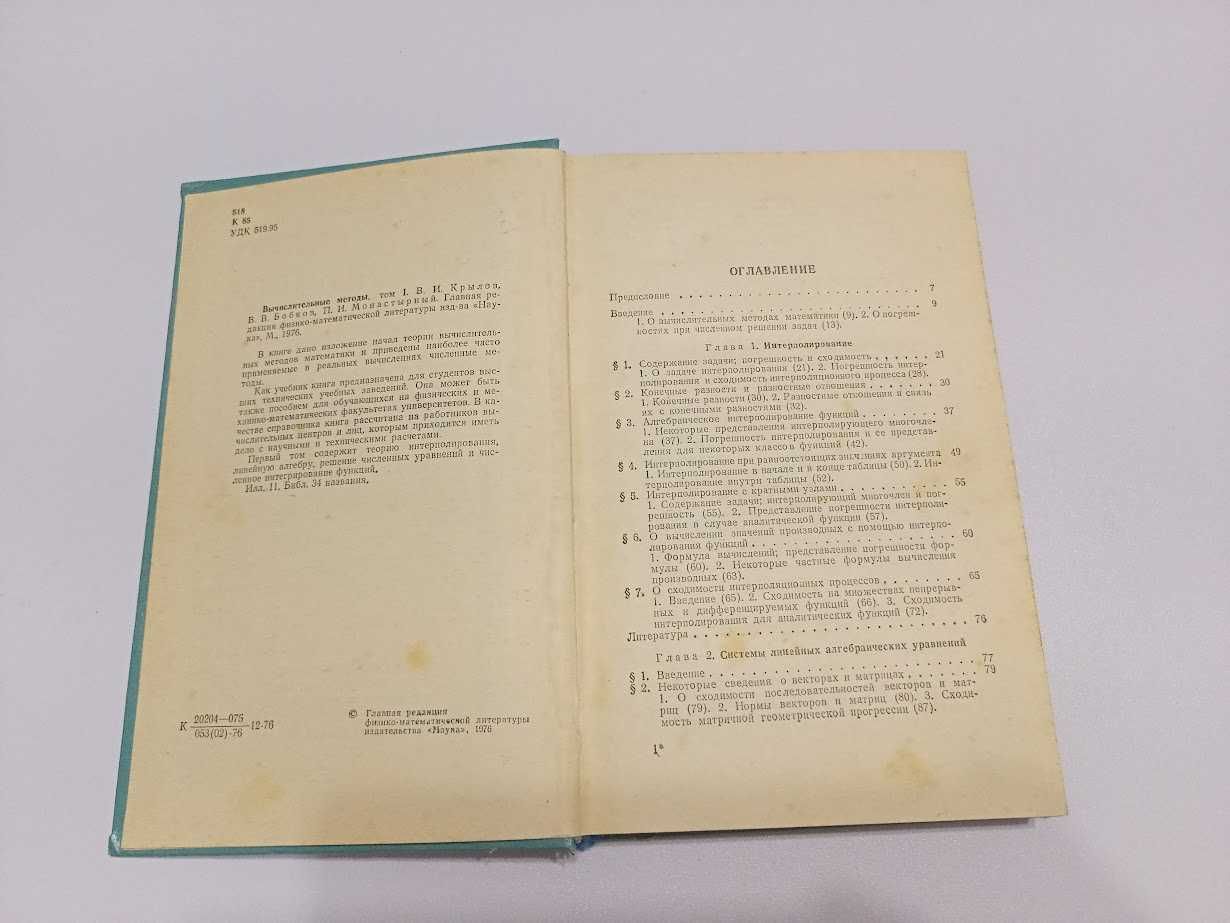 518
К 85
УДК 519.95
Вычислительные методы, том I. В. И. Крылов,
В. В. Бобков, П. И. Монастырный. Главная ре-
дакция физико-математической литературы изд-ва «Нау-
ка», М., 1976.
В книге дано изложение начал теории вычислитель-
ных методов математики и приведены наиболее часто
применяемые в реальных вычислениях численные ме-
тоды.
Как учебник книга предназначена для студентов выс-
ших технических учебных заведений. Она может быть
также пособием для обучающихся на физических и ме-
ханико-математических факультетах университетов. В ка-
честве справочника книга рассчитана на работников вы-
числительных центров и лиц, которым приходится иметь
дело с научными и техническими расчетами.
Первый том содержит теорию интерполирования,
линейную алгебру, решение численных уравнений и чис-
ленное интегрирование функций.
Илл. 11. Библ. 34 названия.
К 20204—075
053(02)-76 12-76
© Главная редакция
физико-математической литературы
издательства «Наука», 1976
ОГЛАВЛЕНИЕ
Предисловие . . . . . . . . . . . . . . . . . . . . . . 7
Введение . . . . . . . . . . . . . . . . . . . . . . . 9
1. О вычислительных методах математики (9). 2. О погреш-
ностях при численном решении задач (13).
Глава 1. Интерполирование
§ 1. Содержание задачи; погрешность и сходимость . . . . . . 21
1. О задаче интерполирования (21). 2. Погрешность интер-
полирования и сходимость интерполяционного процесса (28).
§ 2. Конечные разности и разностные отношения . . . . . . . 30
1. Конечные разности (30). 2. Разностные отношения и связь
их с конечными разностями (32).
§ 3. Алгебраическое интерполирование функций . . . . . . . . 37
1. Некоторые представления интерполирующего многочле-
на (37). 2. Погрешность интерполирования и ее представ-
ления для некоторых классов функций (42).
§ 4. Интерполирование при равноотстоящих значениях аргумента 49
1. Интерполирование в начале и в конце таблицы (50). 2. Ин-
терполирование внутри таблицы (52).
§ 5. Интерполирование с кратными узлами . . . . . . . . . . 55
1. Содержание задачи; интерполирующий многочлен и пог-
решность (55). 2. Представление погрешности интерполи-
рования в случае аналитической функции (57).
§ 6. О вычислении значений производных с помощью интерпо-
лирования функций . . . . . . . . . . . . . . . . . . . 60
1. Формула вычислений; представление погрешности фор-
мулы (60). 2. Некоторые частные формулы вычисления
производных (63).
§ 7. О сходимости интерполяционных процессов . . . . . . . . 65
1. Введение (65). 2. Сходимость на множествах непрерыв-
ных и дифференцируемых функций (66). 3. Сходимость
интерполирования для аналитических функций (72).
Литература . . . . . . . . . . . . . . . . . . . . . . . 76
Глава 2. Системы линейных алгебраических уравнений
§ 1. Введение . . . . . . . . . . . . . . . . . . . . . . . 77
§ 2. Некоторые сведения о векторах и матрицах . . . . . . . 79
1. О сходимости последовательностей векторов и мат-
риц (79). 2. Нормы векторов и матриц (80). 3. Сходи-
мость матричной геометрической прогрессии (87).
1*